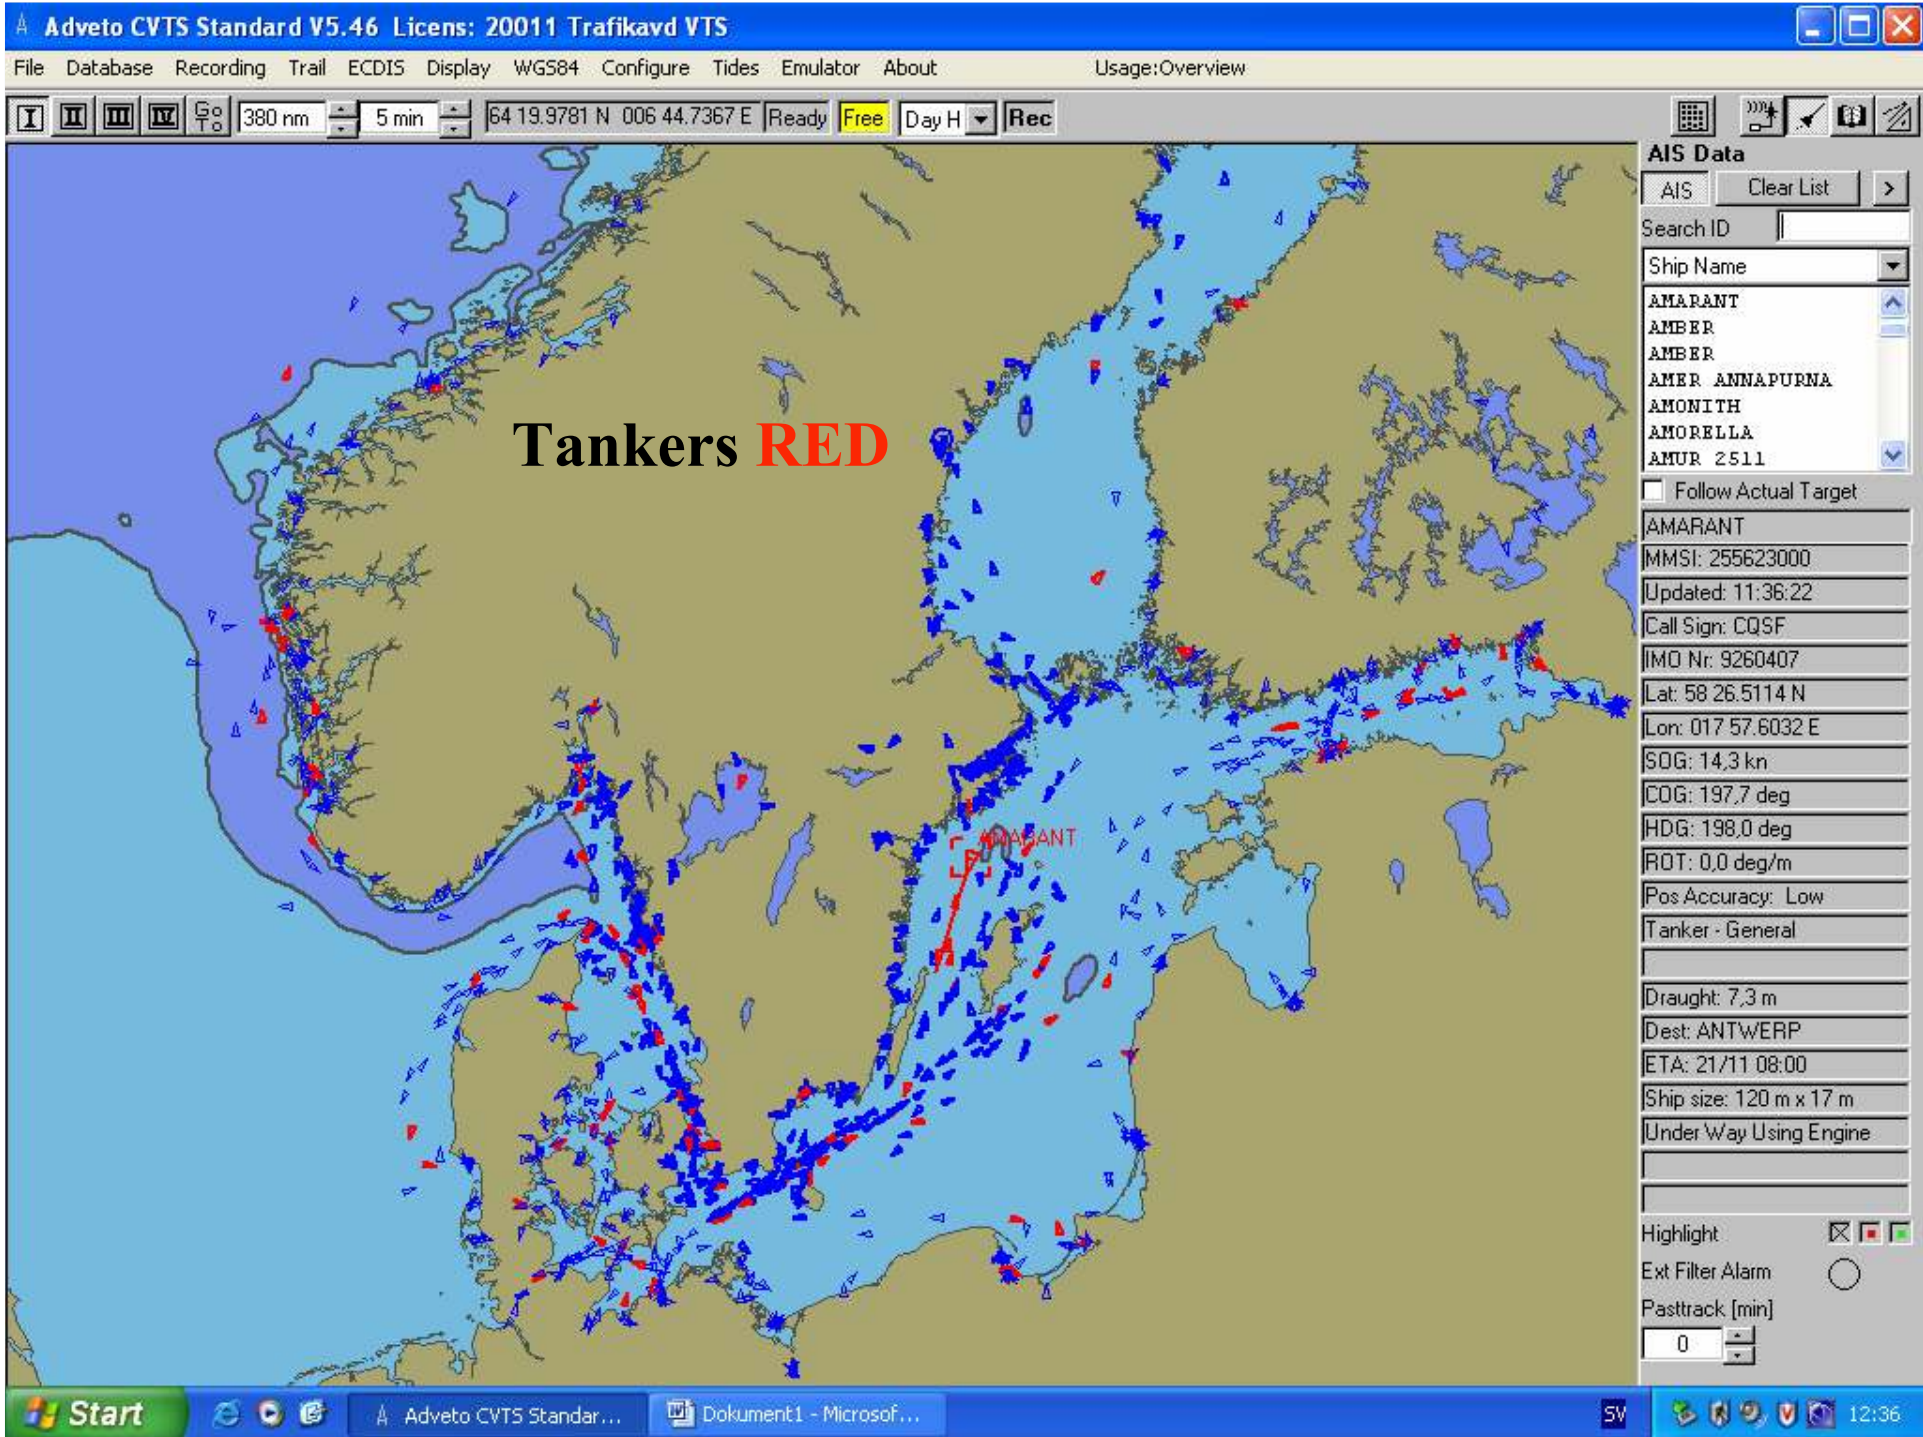 Adveto CVTS Standard V5.46 Licens: 20011 Trafikavd VTS
File Database Recording Trail ECDIS Display WGS84 Configure Tides Emulator About Usage:Overview
I II III IV Go To 380 nm 5 min 64 19.9781 N 006 44.7367 E Ready Free Day H Rec
AIS Data
AIS Clear List >
Search ID
Ship Name
AMARANT
AMBER
AMBER
AMER ANNAPURNA
AMONITH
AMORELLA
AMUR 2511
Follow Actual Target
AMARANT
MMSI: 255623000
Updated: 11:36:22
Call Sign: CQSF
IMO Nr: 9260407
Lat: 58 26.5114 N
Lon: 017 57.6032 E
SOG: 14,3 kn
COG: 197,7 deg
HDG: 198,0 deg
ROT: 0,0 deg/m
Pos Accuracy: Low
Tanker - General
Draught: 7,3 m
Dest: ANTWERP
ETA: 21/11 08:00
Ship size: 120 m x 17 m
Under Way Using Engine
Highlight
Ext Filter Alarm
Pasttrack [min]
0
Tankers RED
AMARANT
Start Adveto CVTS Standar... Dokument1 - Microsof... SV 12:36